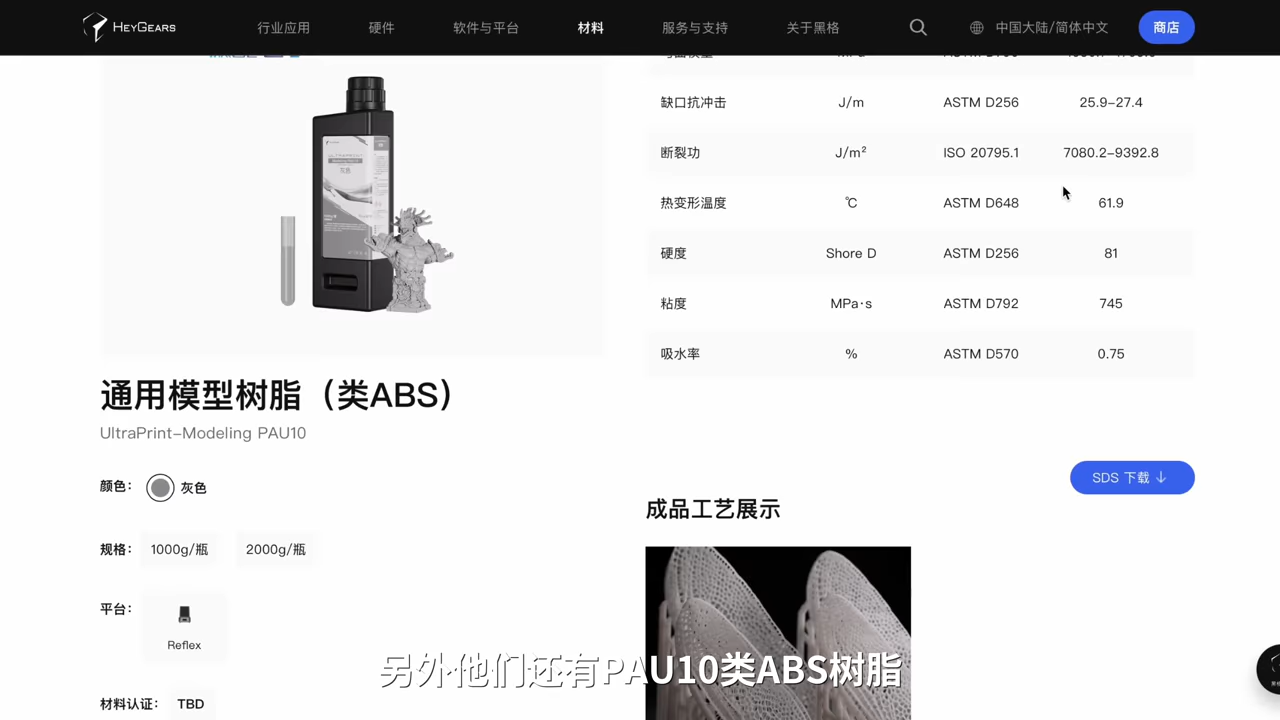 HEYGEARS
行业应用
硬件
软件与平台
材料
服务与支持
关于黑格
中国大陆/简体中文
商店
缺口抗冲击 J/m ASTM D256 25.9–27.4
断裂功 J/m² ISO 20795.1 7080.2–9392.8
热变形温度 ℃ ASTM D648 61.9
硬度 Shore D ASTM D256 81
粘度 MPa·s ASTM D792 745
吸水率 % ASTM D570 0.75
通用模型树脂（类ABS）
UltraPrint–Modeling PAU10
颜色： 灰色
规格： 1000g/瓶 2000g/瓶
平台：
Reflex
材料认证： TBD
SDS 下载
成品工艺展示
另外他们还有PAU10类ABS树脂